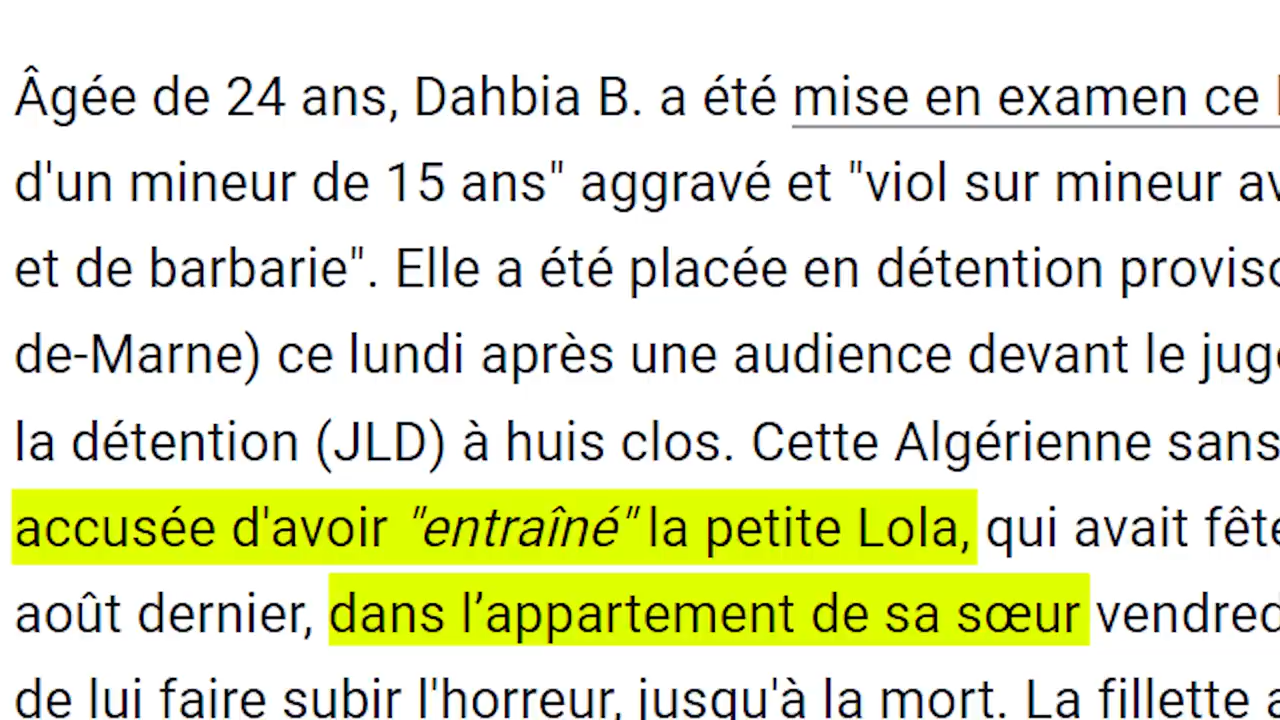 Âgée de 24 ans, Dahbia B. a été mise en examen ce
d'un mineur de 15 ans" aggravé et "viol sur mineur
et de barbarie". Elle a été placée en détention
de-Marne) ce lundi après une audience devant le
la détention (JLD) à huis clos. Cette Algérienne sans
accusée d'avoir "entraîné" la petite Lola, qui avait
août dernier, dans l’appartement de sa sœur
de lui faire subir l'horreur, jusqu'à la mort. La fillette